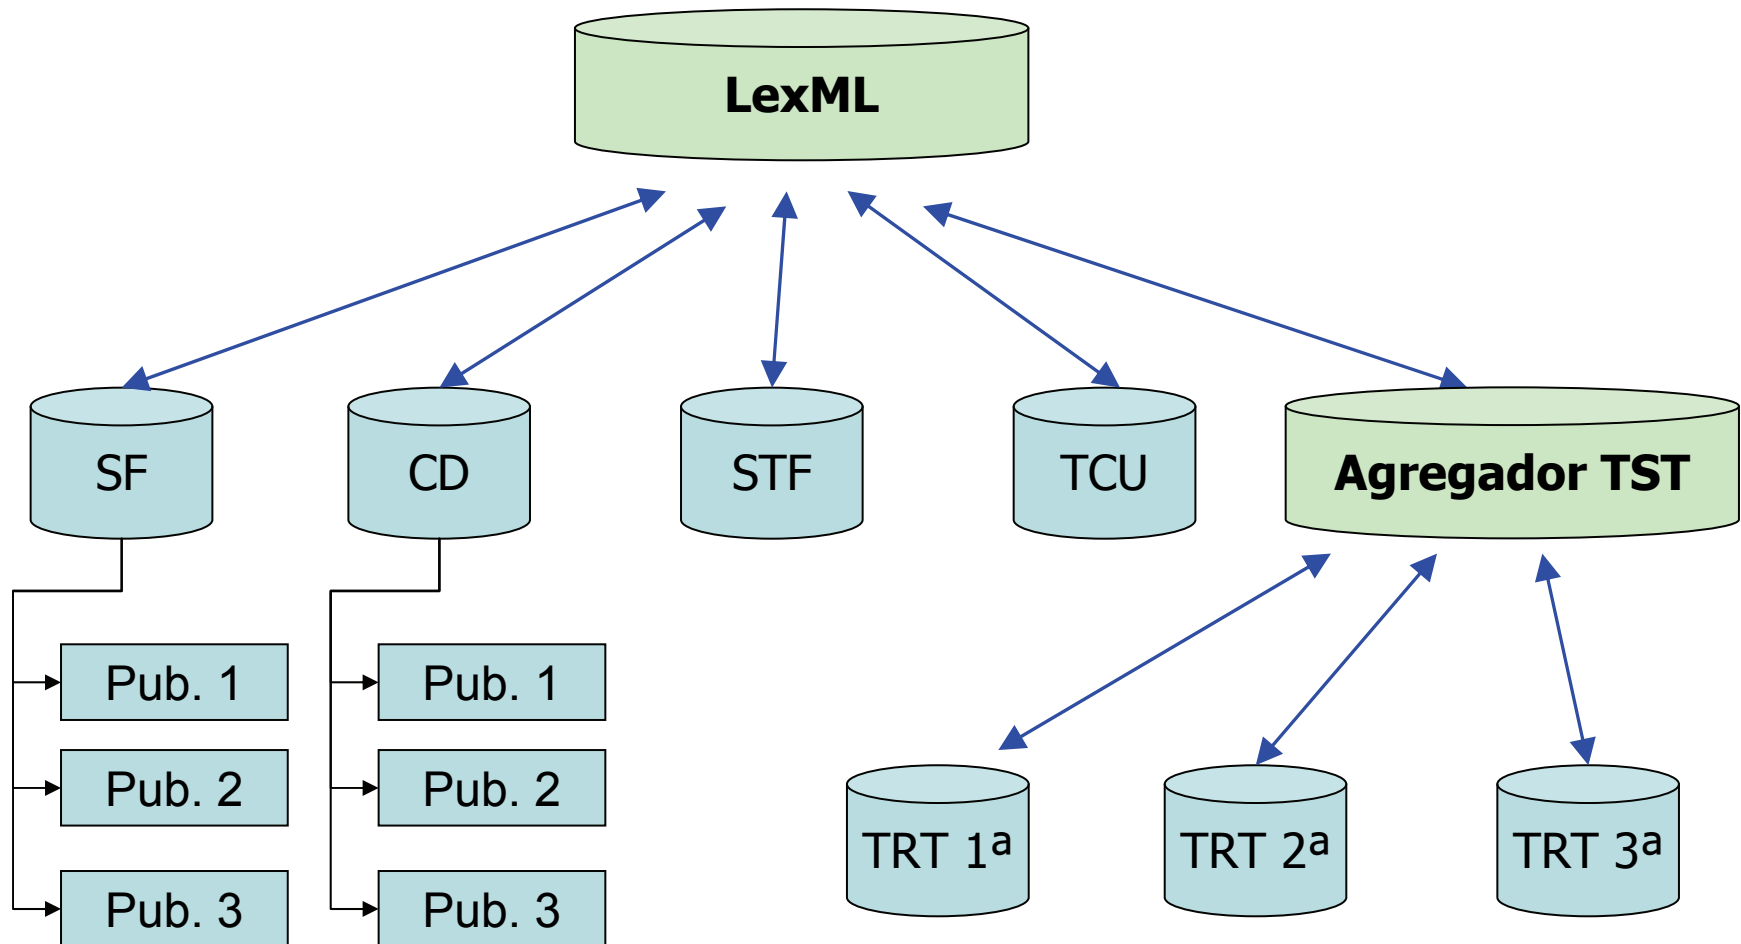 LexML
SF
CD
STF
TCU
Agregador TST
Pub. 1
Pub. 1
Pub. 2
Pub. 2
TRT 1ª
TRT 2ª
TRT 3ª
Pub. 3
Pub. 3